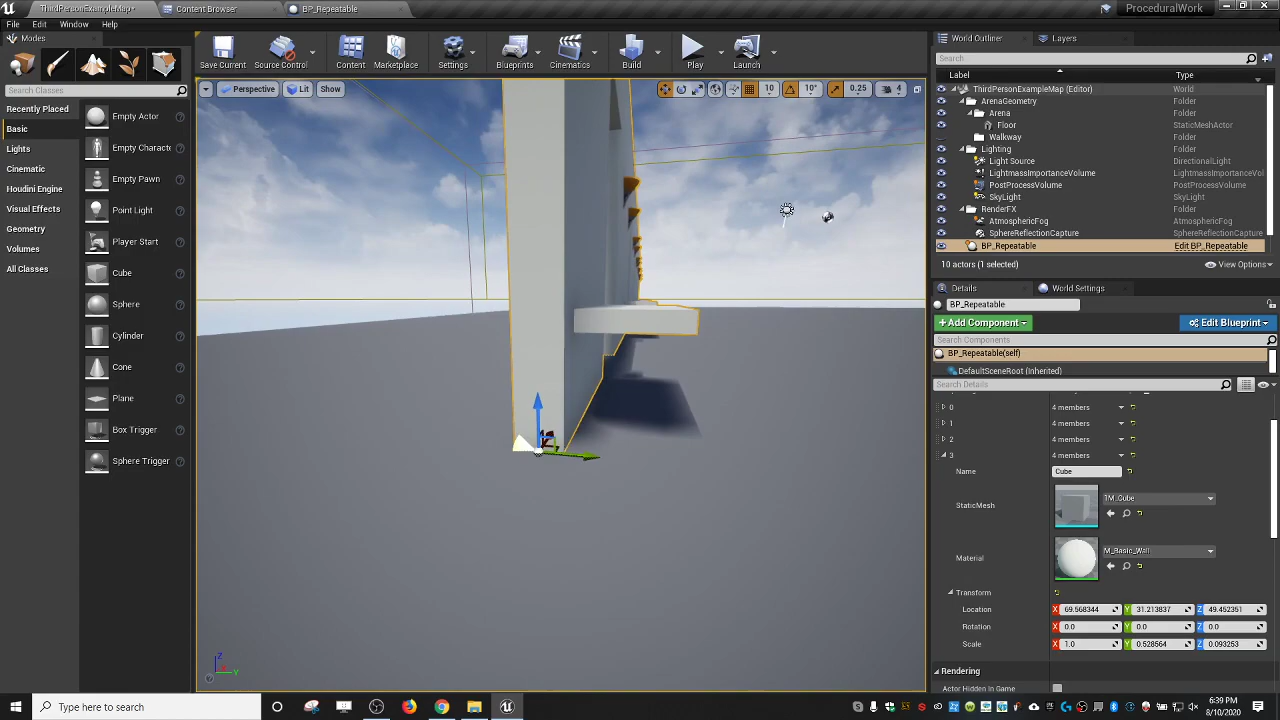 ThirdPersonExampleMap*
Content Browser
BP_Repeatable
ProceduralWork
File Edit Window Help
Modes
Save Current
Source Control
Content
Marketplace
Settings
Blueprints
Cinematics
Build
Play
Launch
Search Classes
Recently Placed
Basic
Lights
Cinematic
Houdini Engine
Visual Effects
Geometry
Volumes
All Classes
Empty Actor
Empty Charact
Empty Pawn
Point Light
Player Start
Cube
Sphere
Cylinder
Cone
Plane
Box Trigger
Sphere Trigger
Perspective Lit Show
10 10° 0.25 4
Z
X
Y
World Outliner Layers
Search
Label Type
ThirdPersonExampleMap (Editor) World
ArenaGeometry Folder
Arena Folder
Floor StaticMeshActor
Walkway Folder
Lighting Folder
Light Source DirectionalLight
LightmassImportanceVolume LightmassImportanceVol
PostProcessVolume PostProcessVolume
SkyLight SkyLight
RenderFX Folder
AtmosphericFog AtmosphericFog
SphereReflectionCapture SphereReflectionCapture
BP_Repeatable Edit BP_Repeatable
10 actors (1 selected) View Options
Details World Settings
BP_Repeatable
+Add Component Edit Blueprint
Search Components
BP_Repeatable(self)
DefaultSceneRoot (Inherited)
Search Details
0 4 members
1 4 members
2 4 members
3 4 members
Name Cube
StaticMesh 1M_Cube
Material M_Basic_Wall
Transform
Location X 69.568344 Y 31.213837 Z 49.452351
Rotation X 0.0 Y 0.0 Z 0.0
Scale X 1.0 Y 0.528564 Z 0.093253
Rendering
Actor Hidden In Game
Type here to search
6:39 PM
8/10/2020